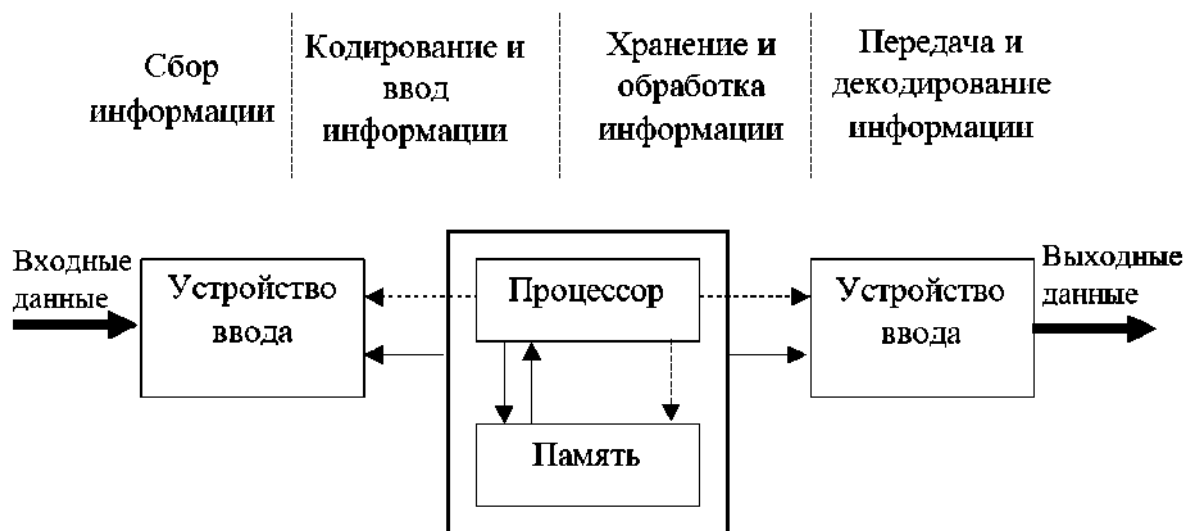 Сбор
информации
Кодирование и
ввод
информации
Хранение и
обработка
информации
Передача и
декодирование
информации
Входные
данные
Устройство
ввода
Процессор
Память
Устройство
ввода
Выходные
данные